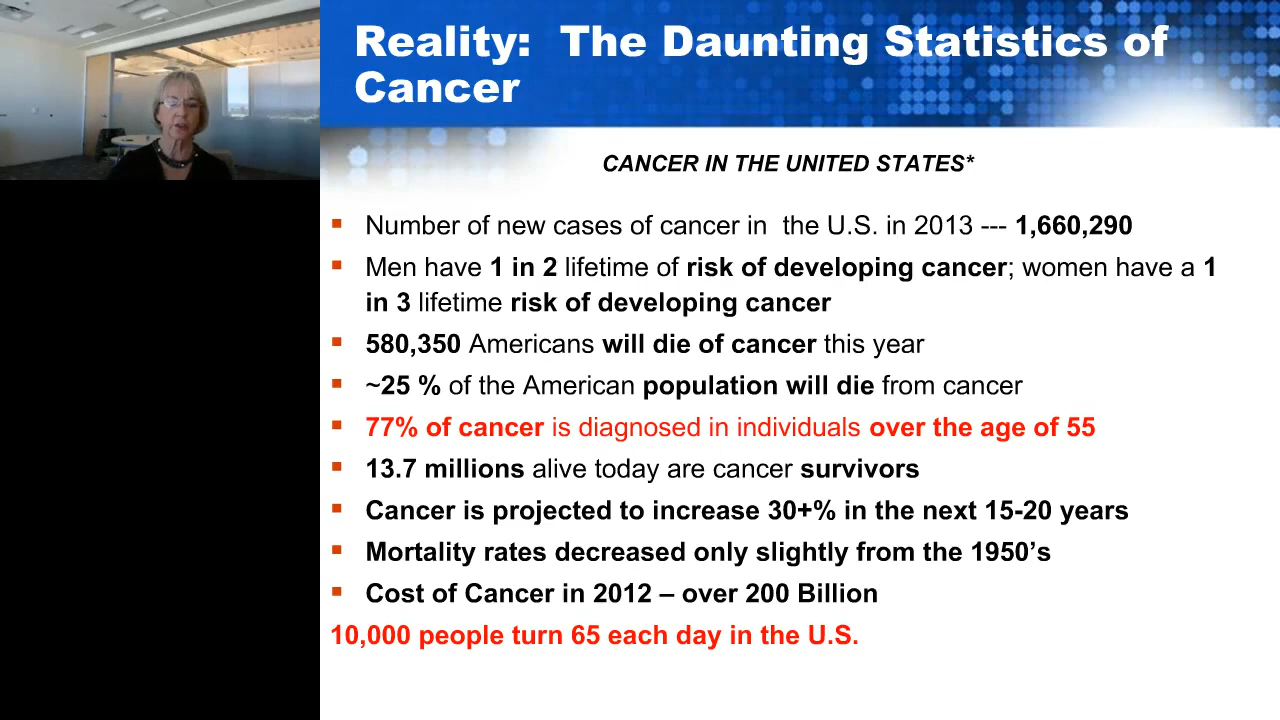 Reality: The Daunting Statistics of
Cancer
CANCER IN THE UNITED STATES*
Number of new cases of cancer in the U.S. in 2013 --- 1,660,290
Men have 1 in 2 lifetime of risk of developing cancer; women have a 1
in 3 lifetime risk of developing cancer
580,350 Americans will die of cancer this year
~25 % of the American population will die from cancer
77% of cancer is diagnosed in individuals over the age of 55
13.7 millions alive today are cancer survivors
Cancer is projected to increase 30+% in the next 15-20 years
Mortality rates decreased only slightly from the 1950’s
Cost of Cancer in 2012 – over 200 Billion
10,000 people turn 65 each day in the U.S.